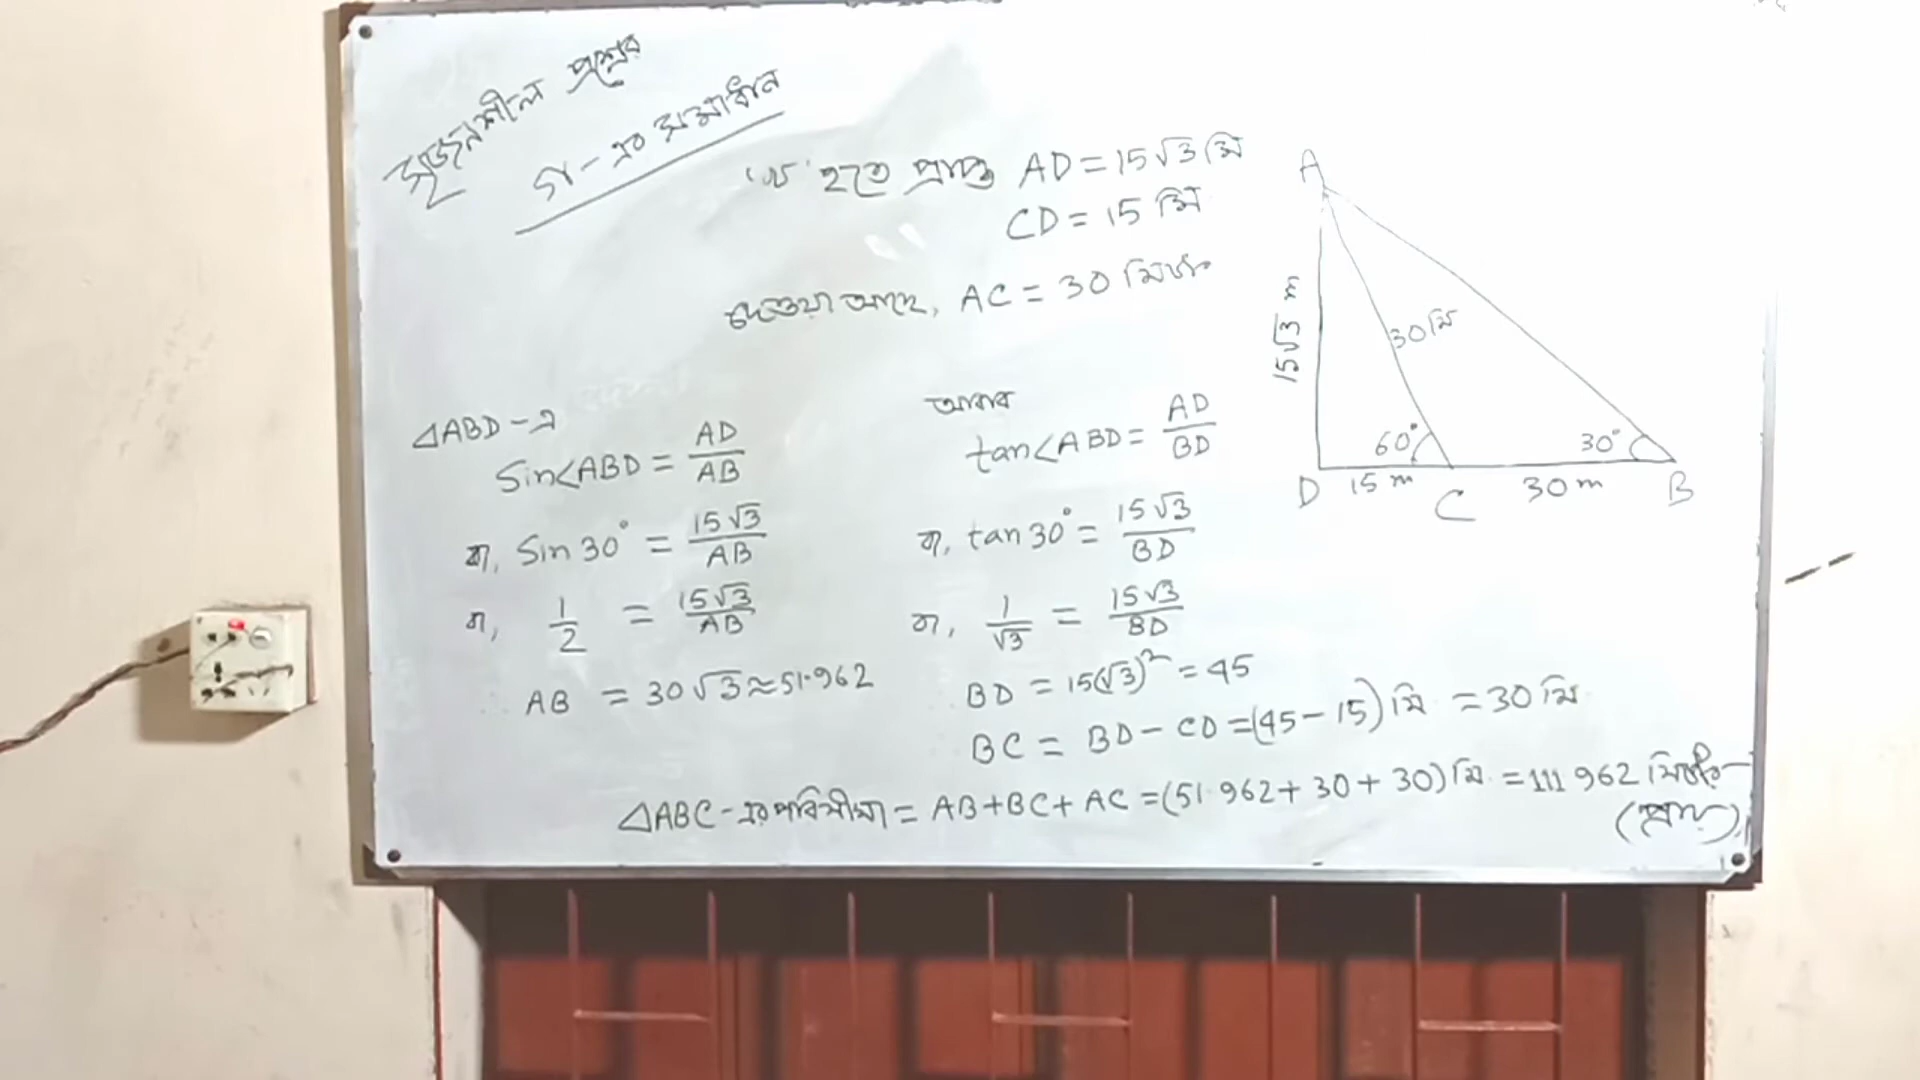 সৃজনশীল প্রশ্নের
গ-এর সমাধান
'খ' হতে প্রাপ্ত AD = 15√3 মি
CD = 15 মি
দেওয়া আছে, AC = 30 মিটার
△ABD-এ
Sin∠ABD = AD/AB
বা, Sin 30° = 15√3/AB
বা, 1/2 = 15√3/AB
∴ AB = 30√3 ≈ 51.962
আবার
tan∠ABD = AD/BD
বা, tan 30° = 15√3/BD
বা, 1/√3 = 15√3/BD
BD = 15(√3)² = 45
BC = BD - CD = (45 - 15) মি = 30 মি
△ABC-এর পরিসীমা = AB + BC + AC = (51.962 + 30 + 30) মি. = 111.962 মিটার
(প্রায়)
A
15√3 m
30 মি
60°
30°
D 15 m C 30 m B